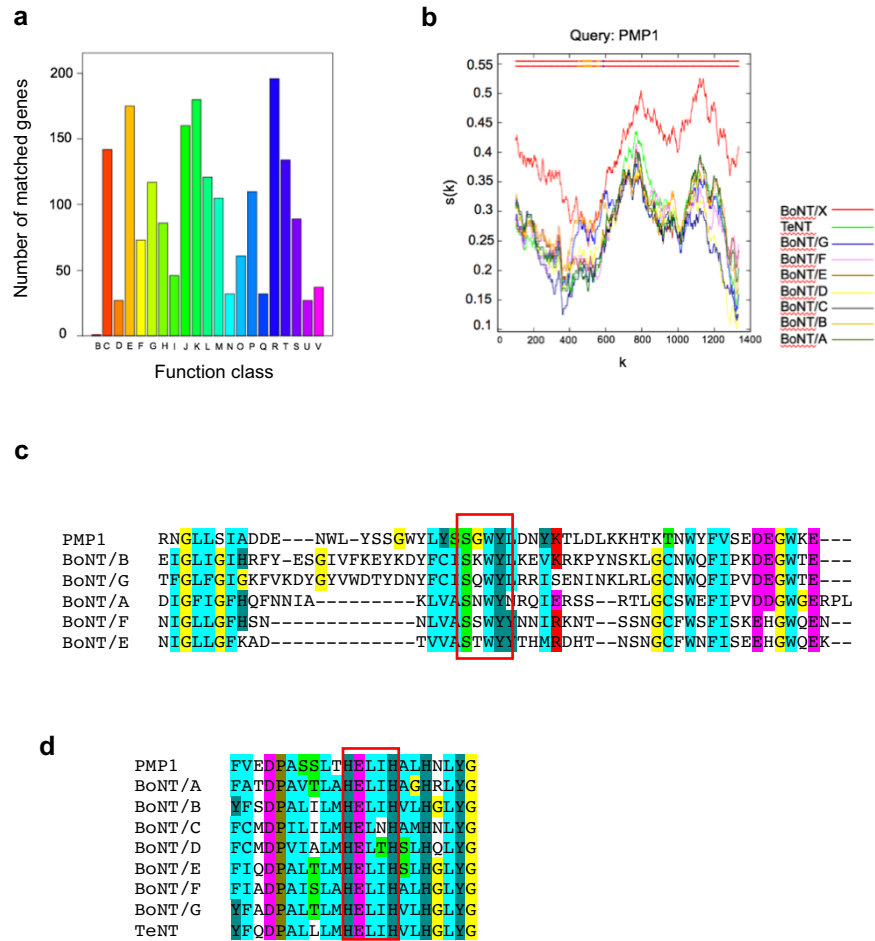 a
Number of matched genes
200
150
100
50
0
B C D E F G H I J K L M N O P Q R T S U V
Function class
b
Query: PMP1
s(k)
0.55
0.5
0.45
0.4
0.35
0.3
0.25
0.2
0.15
0.1
0 200 400 600 800 1000 1200 1400
k
BoNT/X
TeNT
BoNT/G
BoNT/F
BoNT/E
BoNT/D
BoNT/C
BoNT/B
BoNT/A
c
PMP1 RNGLLSIADDE---NWL-YSSGWYLYSSGWYLDNYKTLDLKKHTKTNWYFVSEDEGWKE---
BoNT/B EIGLIGIHRFY-ESGIVFKEYKDYFCISKWYLKEVKRKPYNSKLGCNWQFIPKDEGWTE---
BoNT/G TFGLFGIGKFVKDYGYVWDTYDNYFCISQWYLRRISENINKLRLGCNWQFIPVDEGWTE---
BoNT/A DIGFIGFHQFNNIA---------KLVASNWYNRQIERSS--RTLGCSWEFIPVDDGWGERPL
BoNT/F NIGLLGFHSN-------------NLVASSWYYNNIRKNT--SSNGCFWSFISKEHGWQEN--
BoNT/E NIGLLGFKAD-------------TVVASTWYYTHMRDHT--NSNGCFWNFISKEHGWQEK--
d
PMP1 FVEDPASSLTHELIHALHNLYG
BoNT/A FATDPAVTLAHELIHAGHRLYG
BoNT/B YFSDPALILMHELIHVLHGLYG
BoNT/C FCMDPILILMHELNHAMHNLYG
BoNT/D FCMDPVIALMHELTHSLHQLYG
BoNT/E FIQDPALTLMHELIHSLHGLYG
BoNT/F FIADPAISLAHELIHALHGLYG
BoNT/G YFADPALTLMHELIHVLHGLYG
TeNT YFQDPALLLMHELIHVLHGLYG